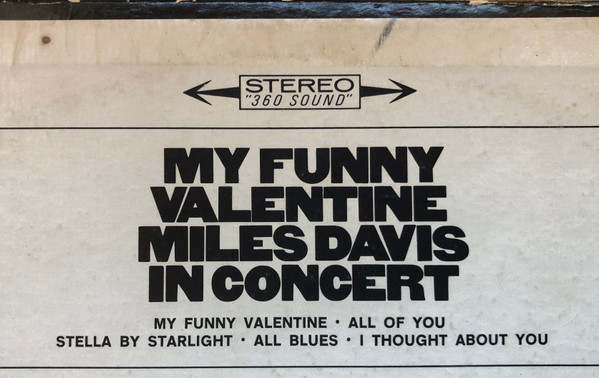 STEREO
"360 SOUND"
MY FUNNY
VALENTINE
MILES DAVIS
IN CONCERT
MY FUNNY VALENTINE · ALL OF YOU
STELLA BY STARLIGHT · ALL BLUES · I THOUGHT ABOUT YOU